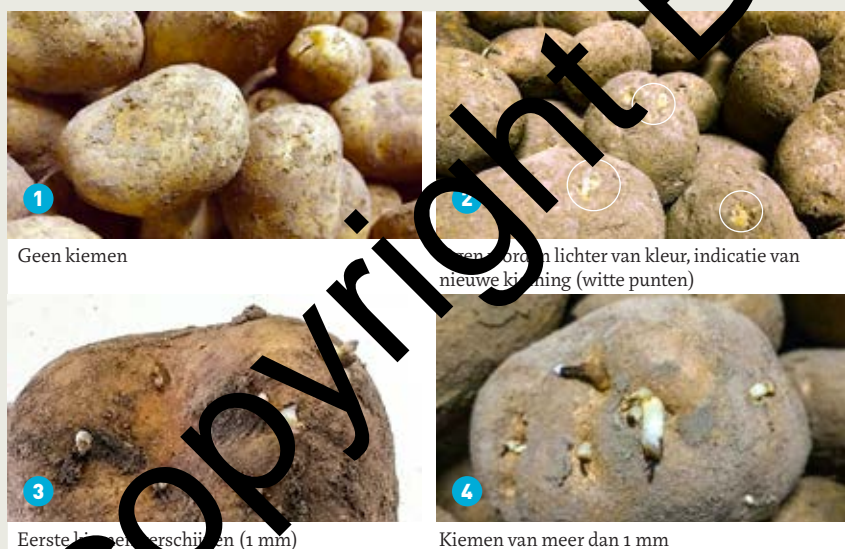 1
2
Geen kiemen
lichter van kleur, indicatie van
nieuwe (witte punten)
3
4
Eerste (1 mm)
Kiemen van meer dan 1 mm
Copyright